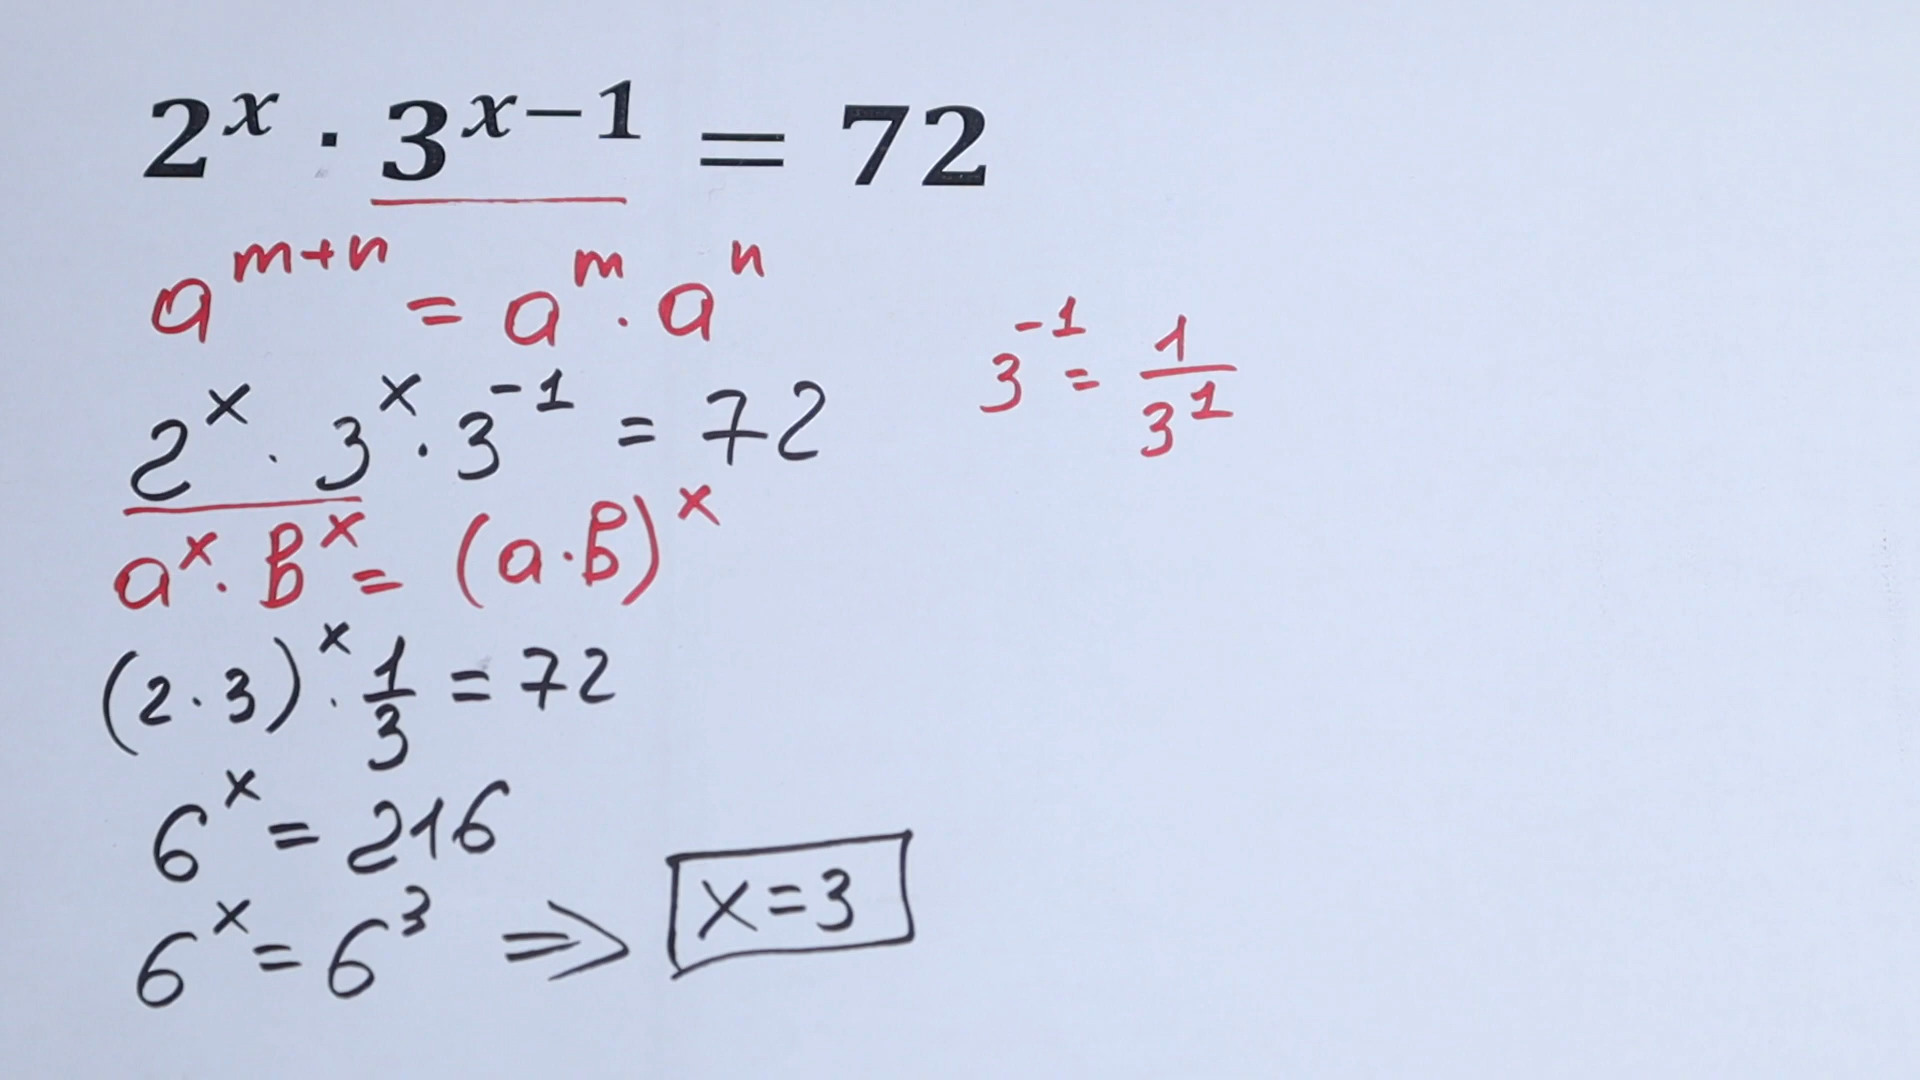 2^x · 3^{x−1} = 72
a^{m+n} = a^m · a^n
3^{-1} = 1/3^1
2^x · 3^x · 3^{-1} = 72
a^x · B^x = (a·B)^x
(2·3)^x · 1/3 = 72
6^x = 216
6^x = 6^3 ⇒ x=3